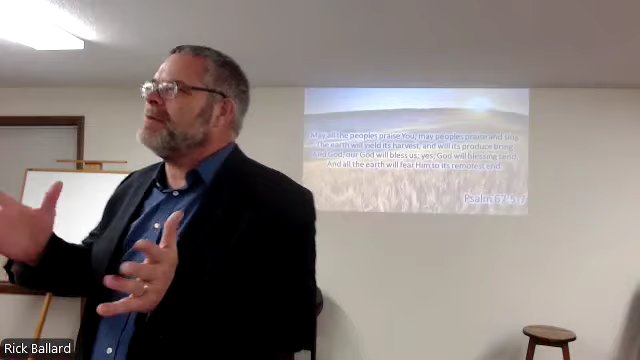 May all the peoples praise You; may peoples praise and sing
The earth will yield its harvest, and will its produce bring
And God, our God will bless us; yes, God will blessing send
And all the earth will fear Him to its remotest end.
Psalm 67:5-7
Rick Ballard